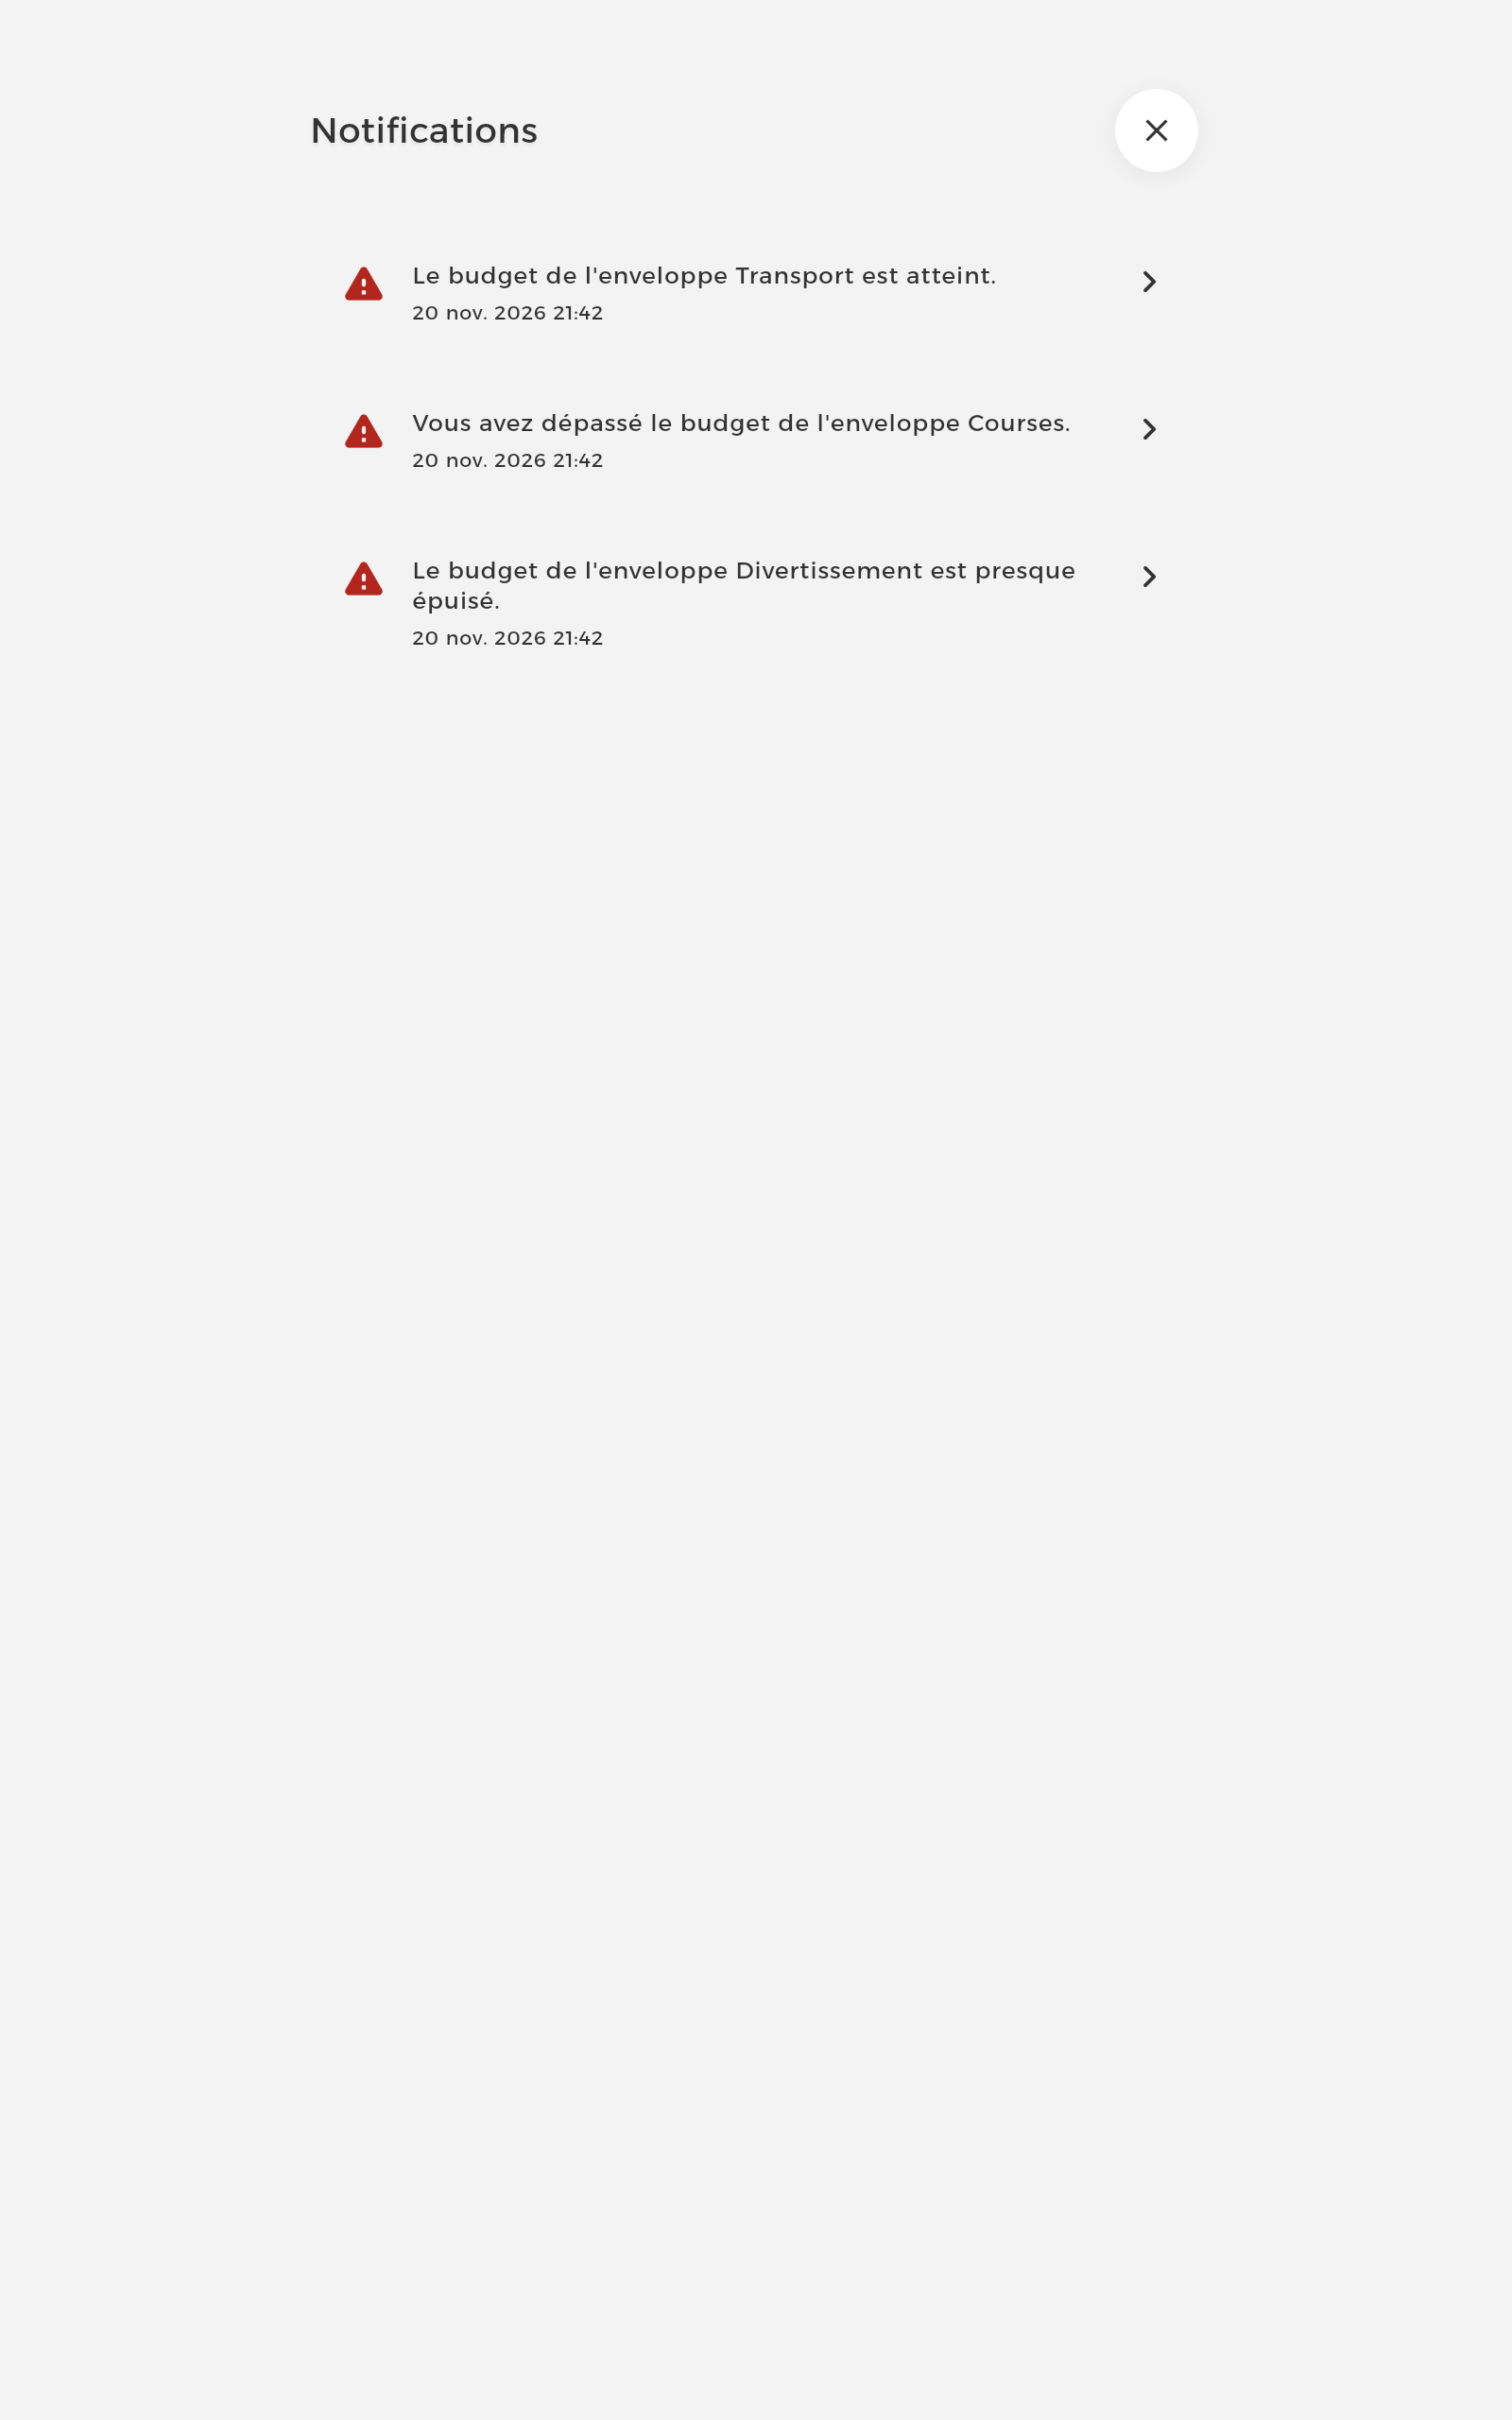 Notifications
Le budget de l'enveloppe Transport est atteint.
20 nov. 2026 21:42
Vous avez dépassé le budget de l'enveloppe Courses.
20 nov. 2026 21:42
Le budget de l'enveloppe Divertissement est presque
épuisé.
20 nov. 2026 21:42